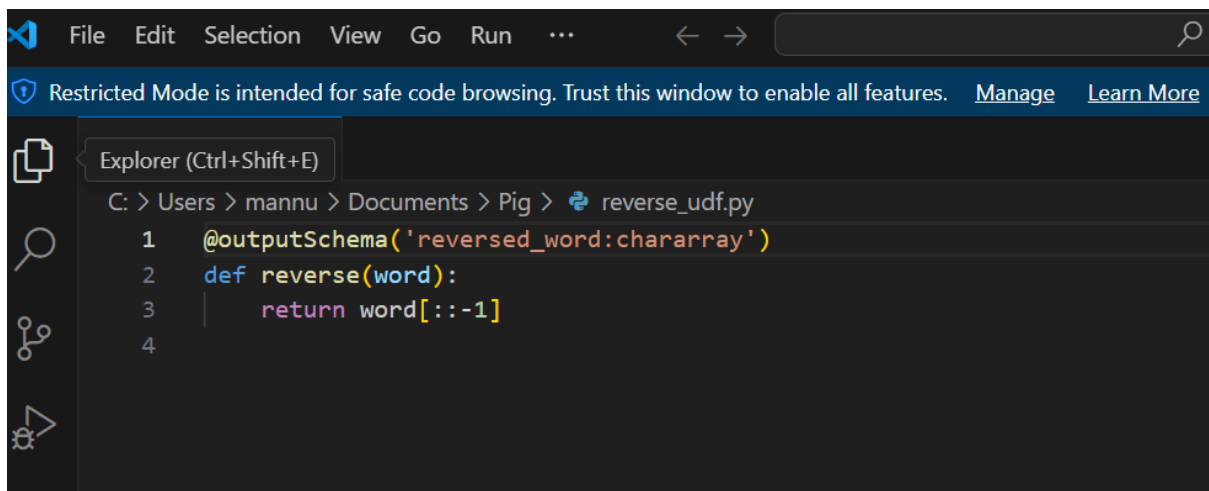 File Edit Selection View Go Run ···
Restricted Mode is intended for safe code browsing. Trust this window to enable all features. Manage Learn More
Explorer (Ctrl+Shift+E)
C: > Users > mannu > Documents > Pig > reverse_udf.py
1 @outputSchema('reversed_word:chararray')
2 def reverse(word):
3     return word[::-1]
4